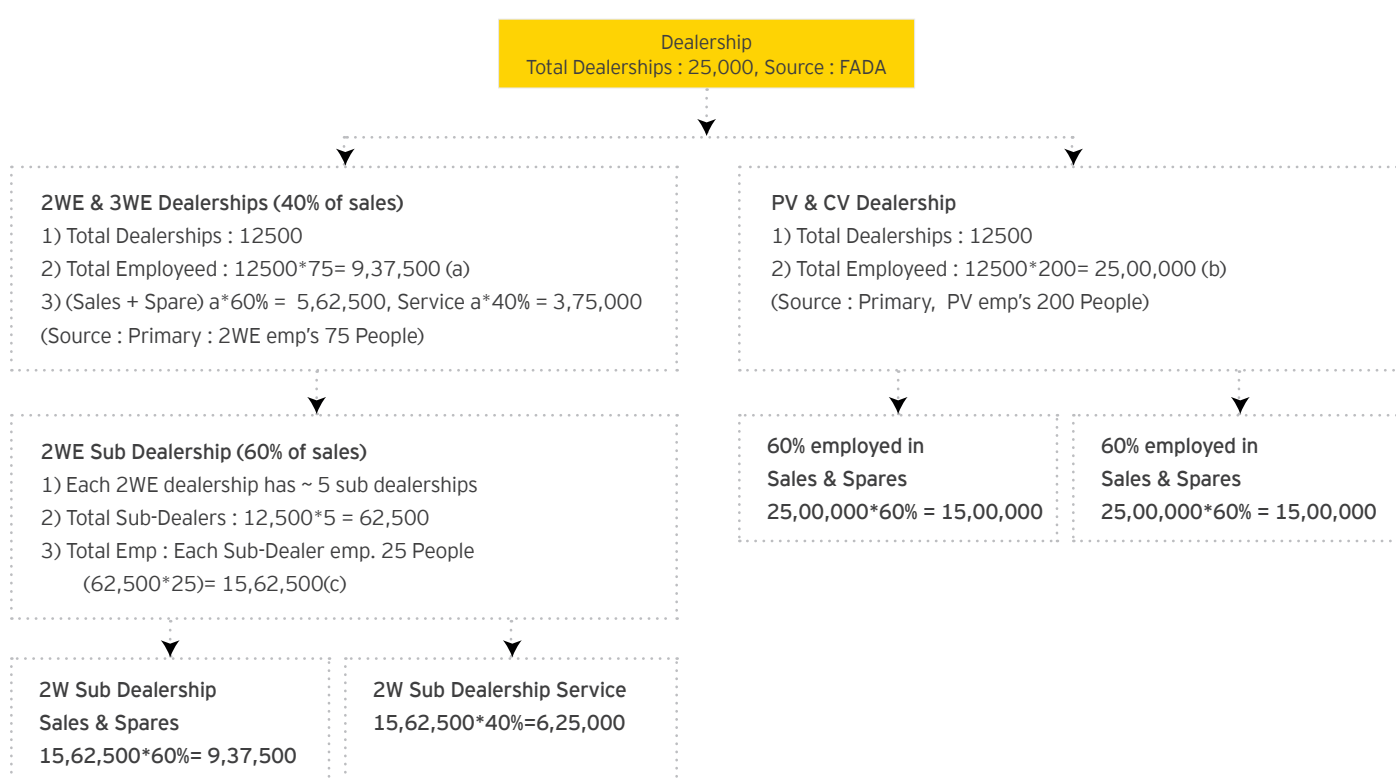 Dealership
Total Dealerships : 25,000, Source : FADA
2WE & 3WE Dealerships (40% of sales)
1) Total Dealerships : 12500
2) Total Employeed : 12500*75= 9,37,500 (a)
3) (Sales + Spare) a*60% =  5,62,500, Service a*40% = 3,75,000
(Source : Primary : 2WE emp's 75 People)
PV & CV Dealership
1) Total Dealerships : 12500
2) Total Employeed : 12500*200= 25,00,000 (b)
(Source : Primary,  PV emp's 200 People)
2WE Sub Dealership (60% of sales)
1) Each 2WE dealership has ~ 5 sub dealerships
2) Total Sub-Dealers : 12,500*5 = 62,500
3) Total Emp : Each Sub-Dealer emp. 25 People
(62,500*25)= 15,62,500(c)
60% employed in
Sales & Spares
25,00,000*60% = 15,00,000
60% employed in
Sales & Spares
25,00,000*60% = 15,00,000
2W Sub Dealership
Sales & Spares
15,62,500*60%= 9,37,500
2W Sub Dealership Service
15,62,500*40%=6,25,000